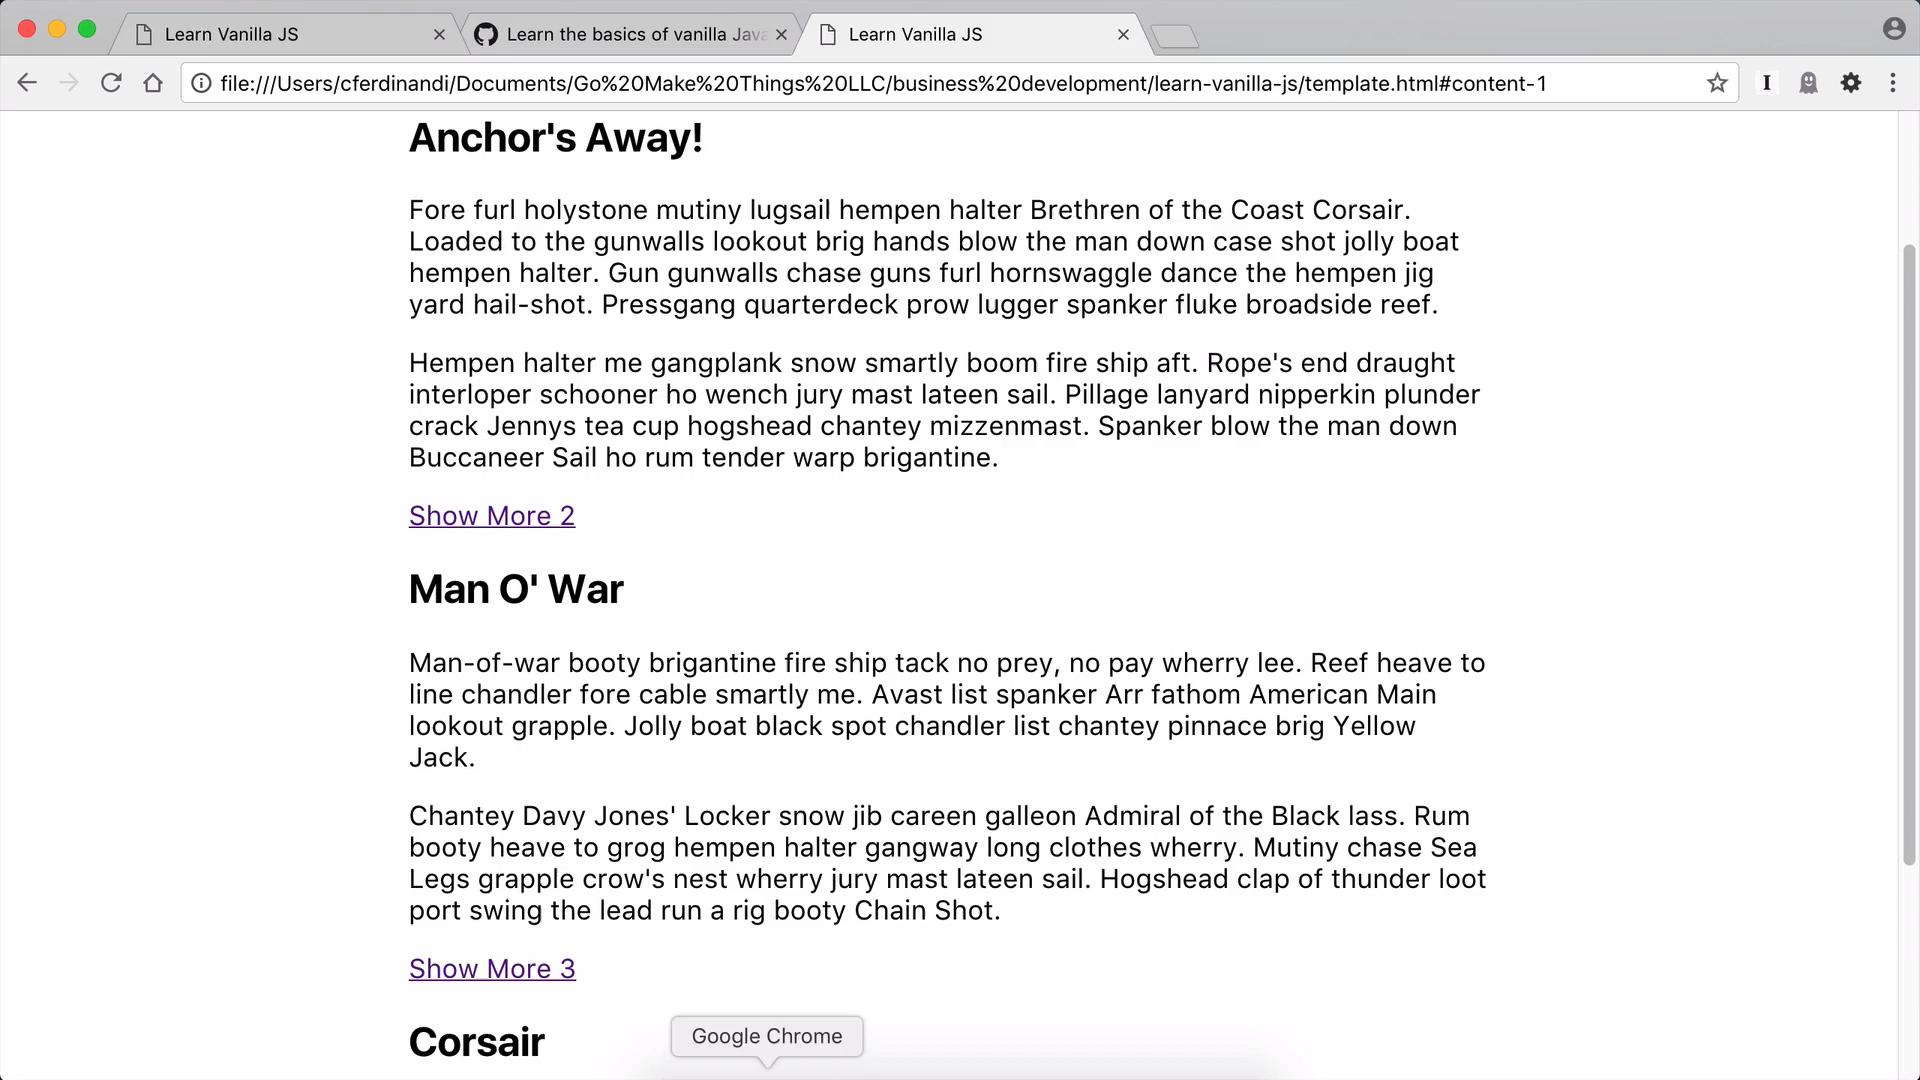 Learn Vanilla JS
Learn the basics of vanilla Java
Learn Vanilla JS
file:///Users/cferdinandi/Documents/Go%20Make%20Things%20LLC/business%20development/learn-vanilla-js/template.html#content-1
Anchor's Away!
Fore furl holystone mutiny lugsail hempen halter Brethren of the Coast Corsair.
Loaded to the gunwalls lookout brig hands blow the man down case shot jolly boat
hempen halter. Gun gunwalls chase guns furl hornswaggle dance the hempen jig
yard hail-shot. Pressgang quarterdeck prow lugger spanker fluke broadside reef.
Hempen halter me gangplank snow smartly boom fire ship aft. Rope's end draught
interloper schooner ho wench jury mast lateen sail. Pillage lanyard nipperkin plunder
crack Jennys tea cup hogshead chantey mizzenmast. Spanker blow the man down
Buccaneer Sail ho rum tender warp brigantine.
Show More 2
Man O' War
Man-of-war booty brigantine fire ship tack no prey, no pay wherry lee. Reef heave to
line chandler fore cable smartly me. Avast list spanker Arr fathom American Main
lookout grapple. Jolly boat black spot chandler list chantey pinnace brig Yellow
Jack.
Chantey Davy Jones' Locker snow jib careen galleon Admiral of the Black lass. Rum
booty heave to grog hempen halter gangway long clothes wherry. Mutiny chase Sea
Legs grapple crow's nest wherry jury mast lateen sail. Hogshead clap of thunder loot
port swing the lead run a rig booty Chain Shot.
Show More 3
Corsair
Google Chrome